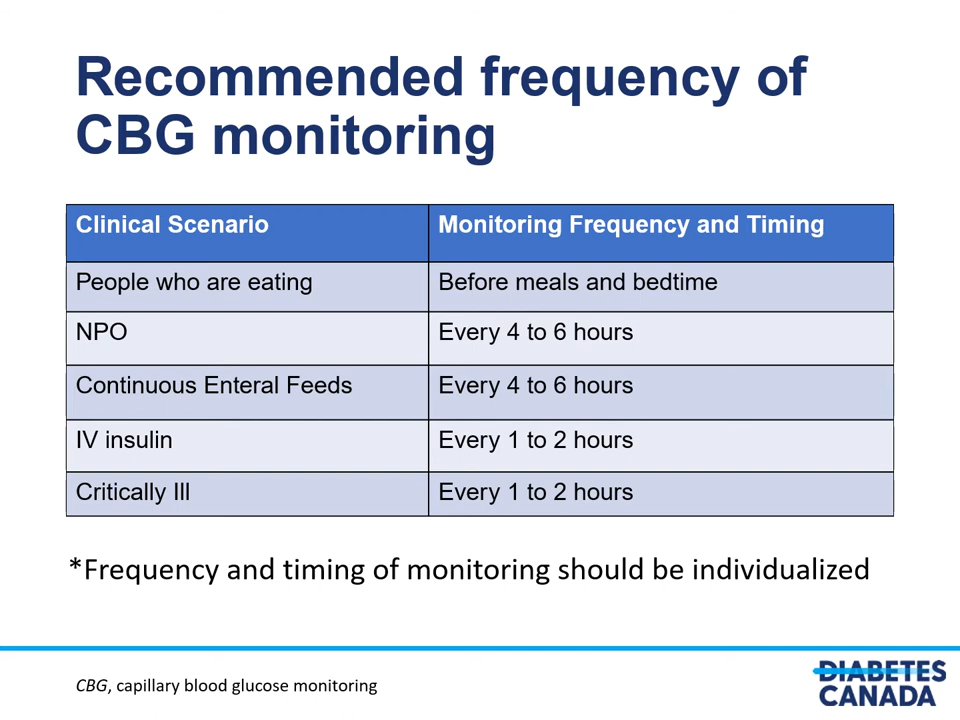 Recommended frequency of
CBG monitoring
Clinical Scenario Monitoring Frequency and Timing
People who are eating Before meals and bedtime
NPO Every 4 to 6 hours
Continuous Enteral Feeds Every 4 to 6 hours
IV insulin Every 1 to 2 hours
Critically Ill Every 1 to 2 hours
*Frequency and timing of monitoring should be individualized
CBG, capillary blood glucose monitoring
DIABETES
CANADA